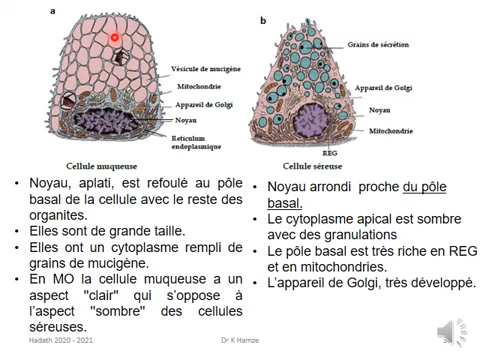 a
Vésicule de mucigène
Mitochondrie
Appareil de Golgi
Noyau
Reticulum
endoplasmique
Cellule muqueuse
• Noyau, aplati, est refoulé au pôle
basal de la cellule avec le reste des
organites.
• Elles sont de grande taille.
• Elles ont un cytoplasme rempli de
grains de mucigène.
• En MO la cellule muqueuse a un
aspect "clair" qui s'oppose à
l'aspect "sombre" des cellules
séreuses.
b
Grains de sécrétion
Appareil de Golgi
Noyau
Mitochondrie
REG
Cellule séreuse
• Noyau arrondi proche du pôle
basal.
• Le cytoplasme apical est sombre
avec des granulations
• Le pôle basal est très riche en REG
et en mitochondries.
• L'appareil de Golgi, très développé.
Hadath 2020 - 2021
Dr K Hamze